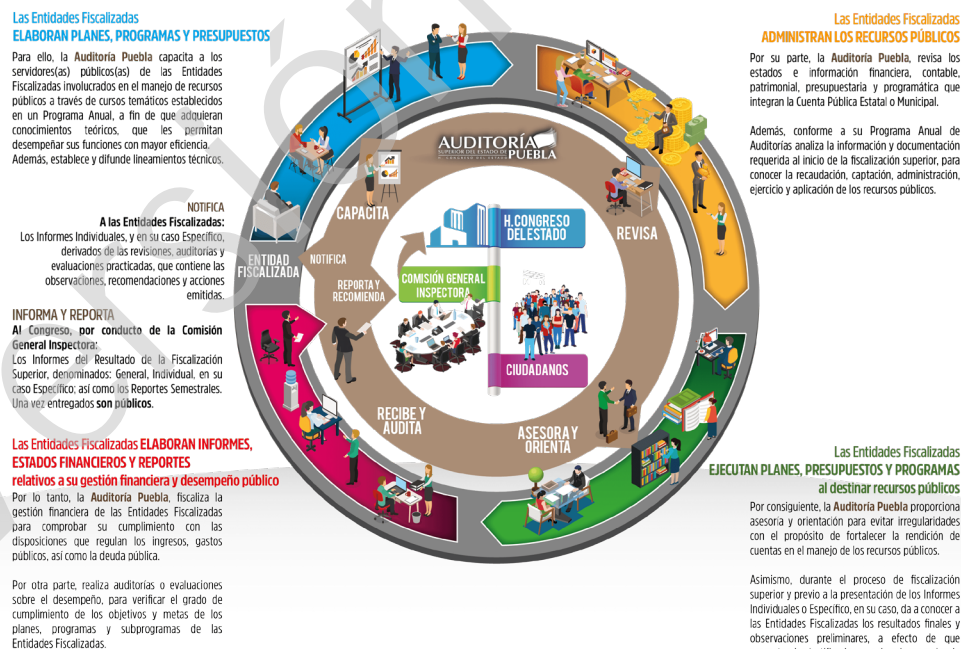 Las Entidades Fiscalizadas
ELABORAN PLANES, PROGRAMAS Y PRESUPUESTOS
Para ello, la Auditoría Puebla capacita a los
servidores(as) públicos(as) de las Entidades
Fiscalizadas involucrados en el manejo de recursos
públicos a través de cursos temáticos establecidos
en un Programa Anual, a fin de que adquieran
conocimientos teóricos, que les permitan
desempeñar sus funciones con mayor eficiencia.
Además, establece y difunde lineamientos técnicos.
NOTIFICA
A las Entidades Fiscalizadas:
Los Informes Individuales, y en su caso Específico,
derivados de las revisiones, auditorías y
evaluaciones practicadas, que contiene las
observaciones, recomendaciones y acciones
emitidas.
INFORMA Y REPORTA
Al Congreso, por conducto de la Comisión
General Inspectora:
Los Informes del Resultado de la Fiscalización
Superior, denominados: General, Individual, en su
caso Específico; así como los Reportes Semestrales.
Una vez entregados son públicos.
Las Entidades Fiscalizadas ELABORAN INFORMES,
ESTADOS FINANCIEROS Y REPORTES
relativos a su gestión financiera y desempeño público
Por lo tanto, la Auditoría Puebla, fiscaliza la
gestión financiera de las Entidades Fiscalizadas
para comprobar su cumplimiento con las
disposiciones que regulan los ingresos, gastos
públicos, así como la deuda pública.
Por otra parte, realiza auditorías o evaluaciones
sobre el desempeño, para verificar el grado de
cumplimiento de los objetivos y metas de los
planes, programas y subprogramas de las
Entidades Fiscalizadas.
AUDITORÍA
SUPERIOR DEL ESTADO DE PUEBLA
H. CONGRESO DEL ESTADO
CAPACITA
REVISA
ENTIDAD
FISCALIZADA
NOTIFICA
REPORTA Y
RECOMIENDA
H. CONGRESO
DEL ESTADO
COMISIÓN GENERAL
INSPECTORA
CIUDADANOS
RECIBE Y
AUDITA
ASESORA Y
ORIENTA
Las Entidades Fiscalizadas
ADMINISTRAN LOS RECURSOS PÚBLICOS
Por su parte, la Auditoría Puebla, revisa los
estados e información financiera, contable,
patrimonial, presupuestaria y programática que
integran la Cuenta Pública Estatal o Municipal.
Además, conforme a su Programa Anual de
Auditorías analiza la información y documentación
requerida al inicio de la fiscalización superior, para
conocer la recaudación, captación, administración,
ejercicio y aplicación de los recursos públicos.
Las Entidades Fiscalizadas
EJECUTAN PLANES, PRESUPUESTOS Y PROGRAMAS
al destinar recursos públicos
Por consiguiente, la Auditoría Puebla proporciona
asesoría y orientación para evitar irregularidades
con el propósito de fortalecer la rendición de
cuentas en el manejo de los recursos públicos.
Asimismo, durante el proceso de fiscalización
superior y previo a la presentación de los Informes
Individuales o Específico, en su caso, da a conocer a
las Entidades Fiscalizadas los resultados finales y
observaciones preliminares, a efecto de que